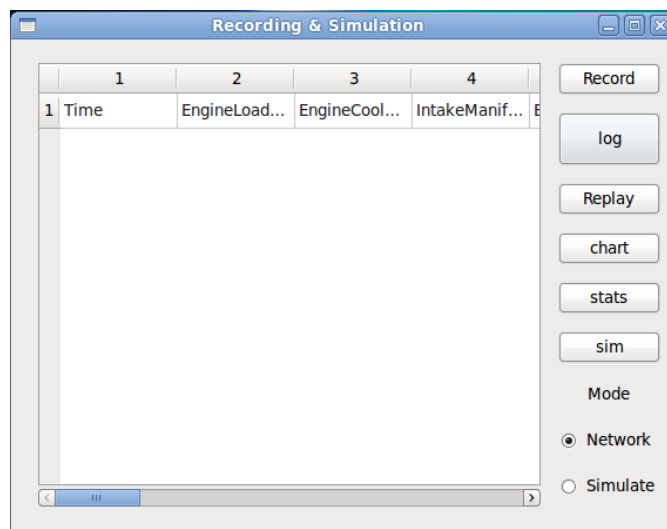 Recording & Simulation
1 2 3 4
1 Time EngineLoad... EngineCool... IntakeManif...
Record
log
Replay
chart
stats
sim
Mode
Network
Simulate